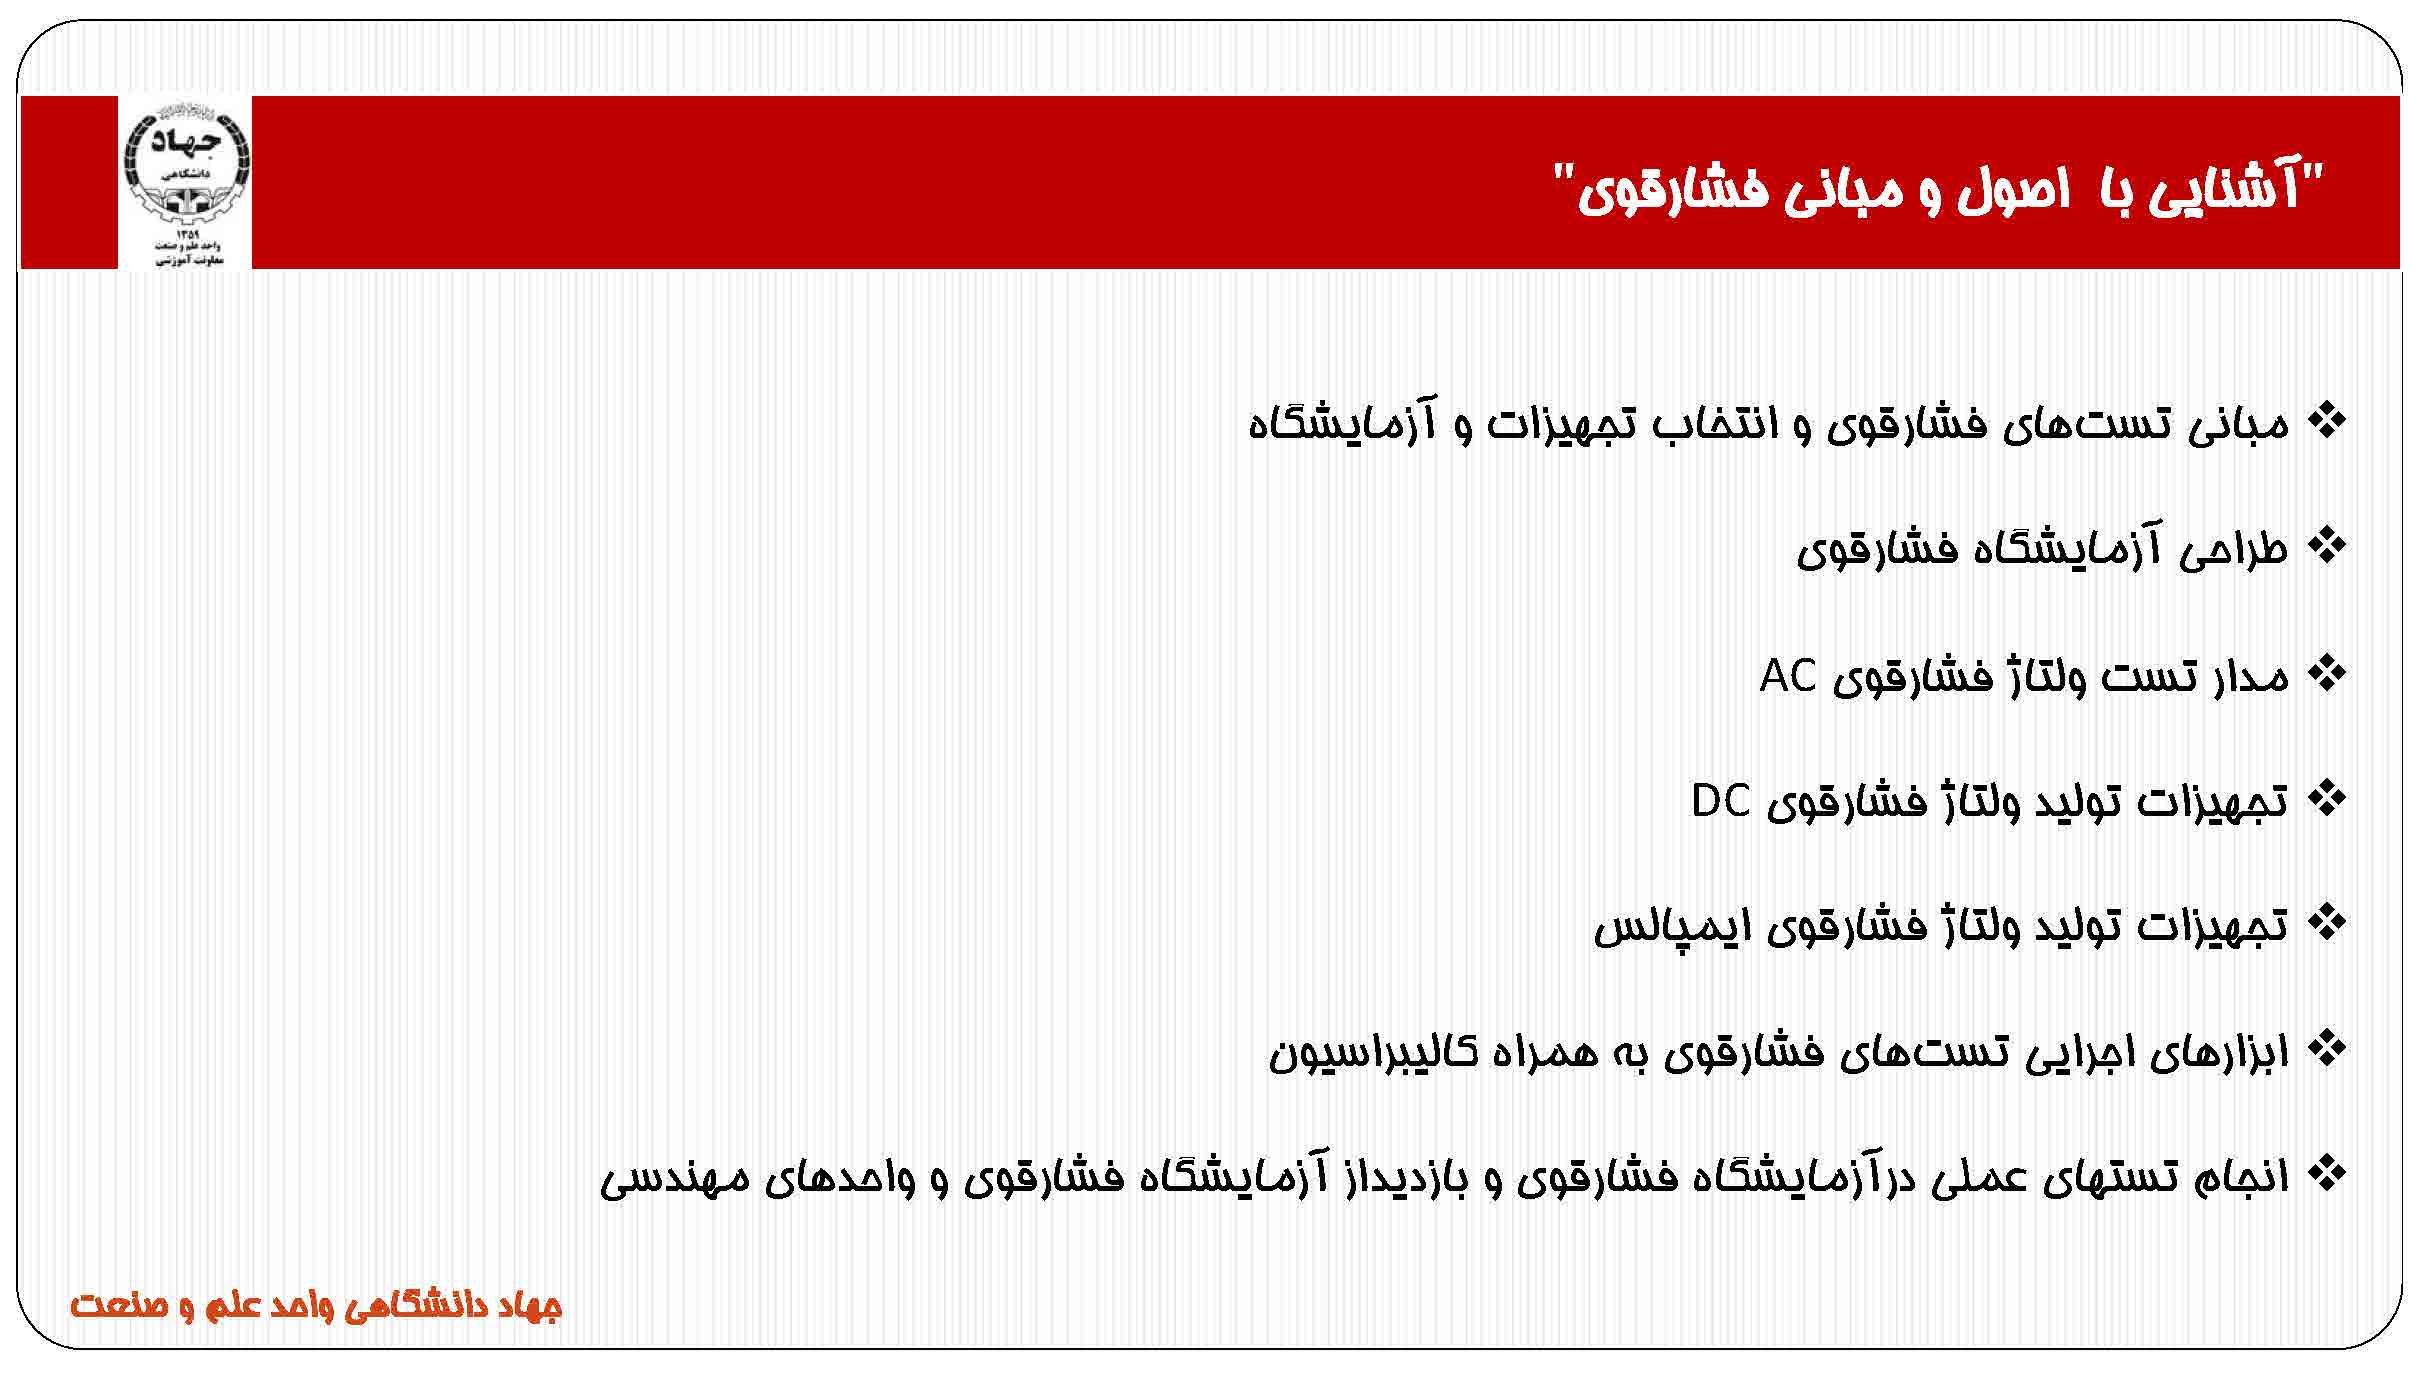 "آشنایی با اصول و مبانی فشارقوی"
جهاد
دانشگاهی
۱۳۵۹
واحد علم و صنعت
معاونت آموزشی
❖ مبانی تست‌های فشارقوی و انتخاب تجهیزات و آزمایشگاه
❖ طراحی آزمایشگاه فشارقوی
❖ مدار تست ولتاژ فشارقوی AC
❖ تجهیزات تولید ولتاژ فشارقوی DC
❖ تجهیزات تولید ولتاژ فشارقوی ایمپالس
❖ ابزارهای اجرایی تست‌های فشارقوی به همراه کالیبراسیون
❖ انجام تستهای عملی درآزمایشگاه فشارقوی و بازدیداز آزمایشگاه فشارقوی و واحدهای مهندسی
جهاد دانشگاهی واحد علم و صنعت